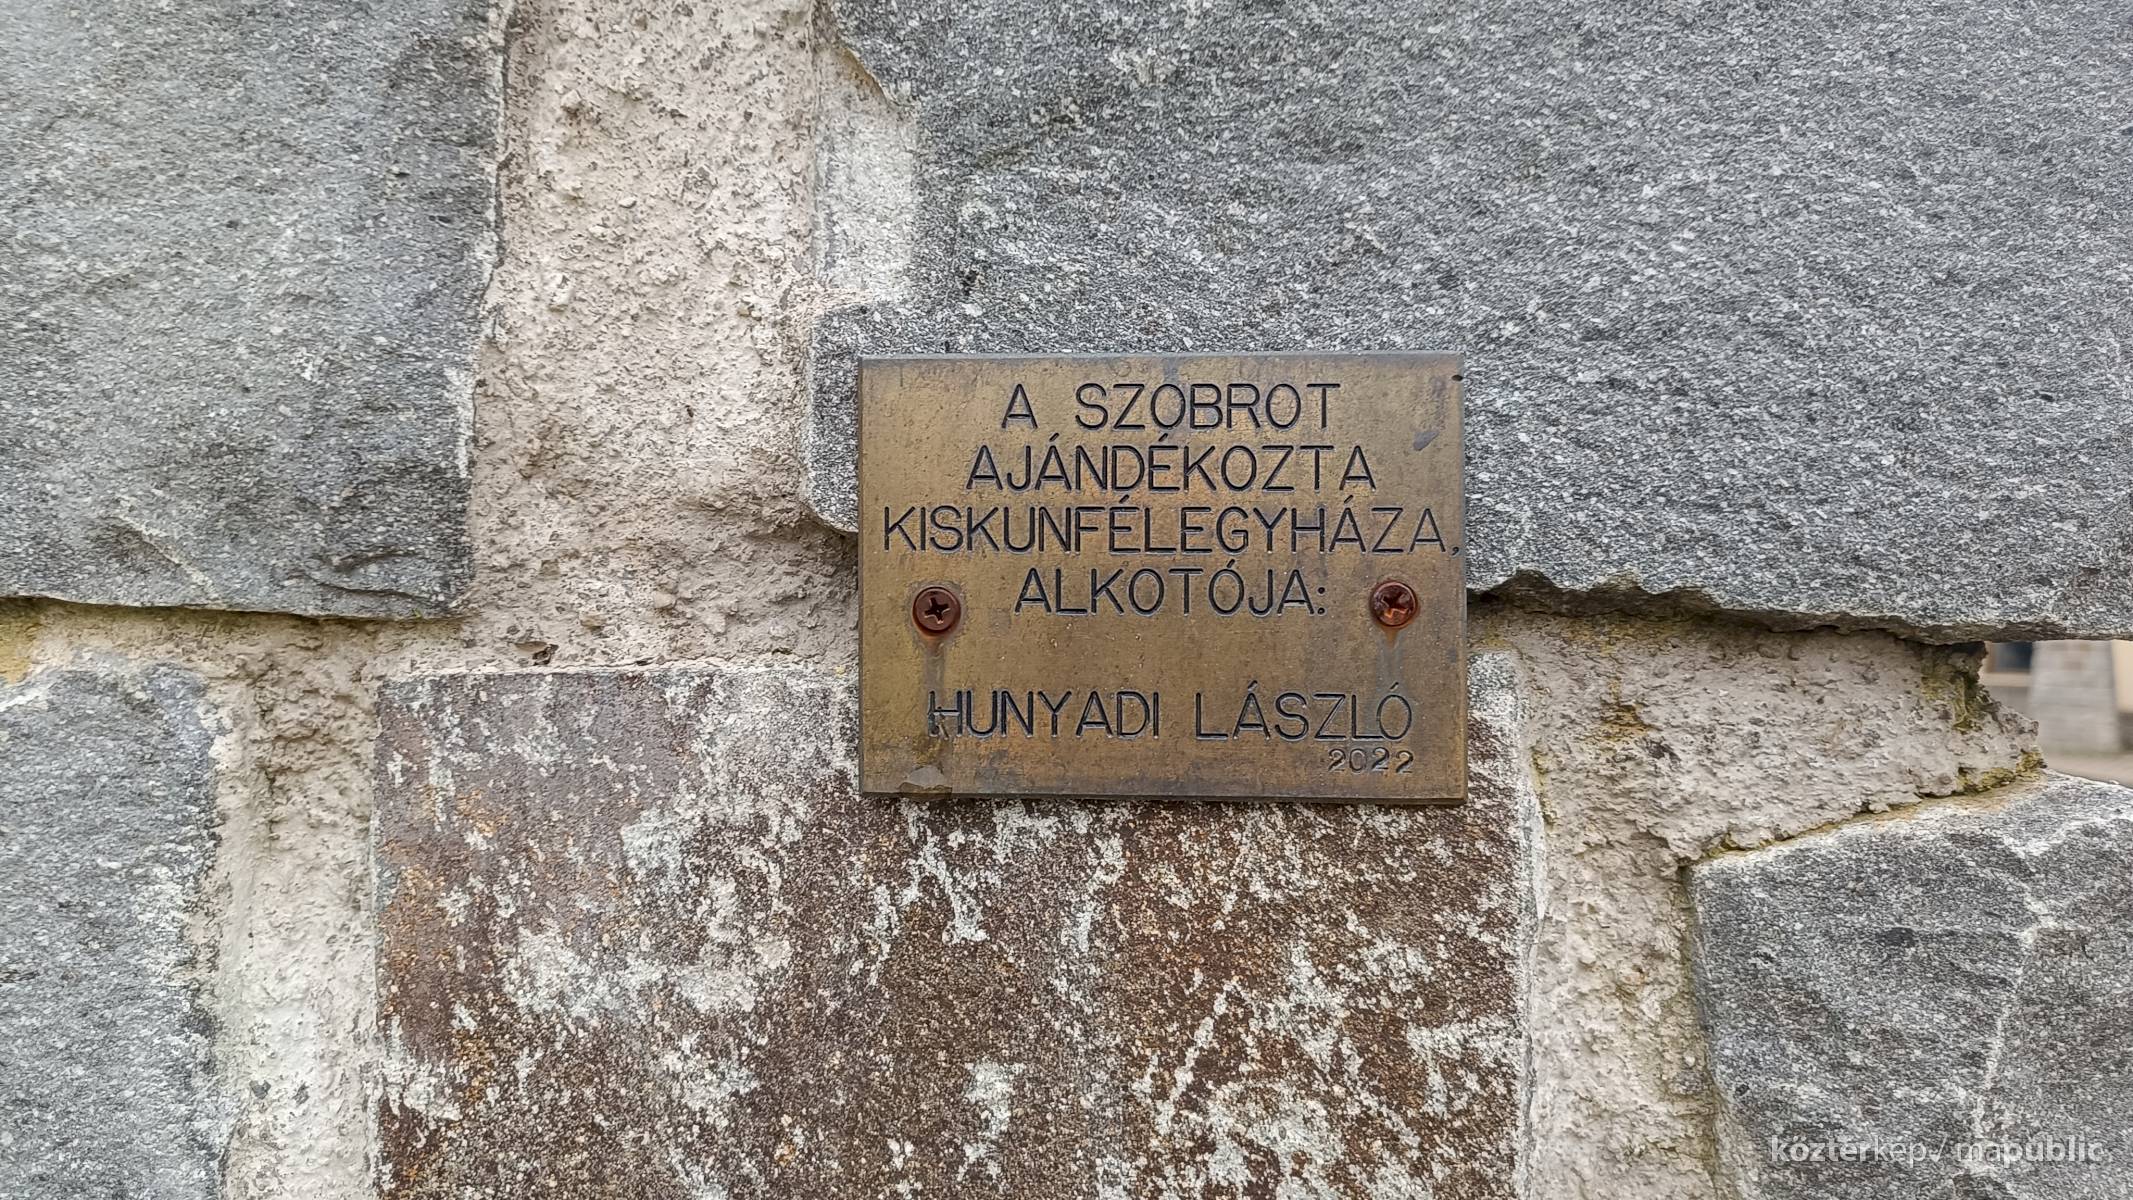 A SZOBROT
AJÁNDÉKOZTA
KISKUNFÉLEGYHÁZA,
ALKOTÓJA:
HUNYADI LÁSZLÓ
2022
köztérkép / mapublic